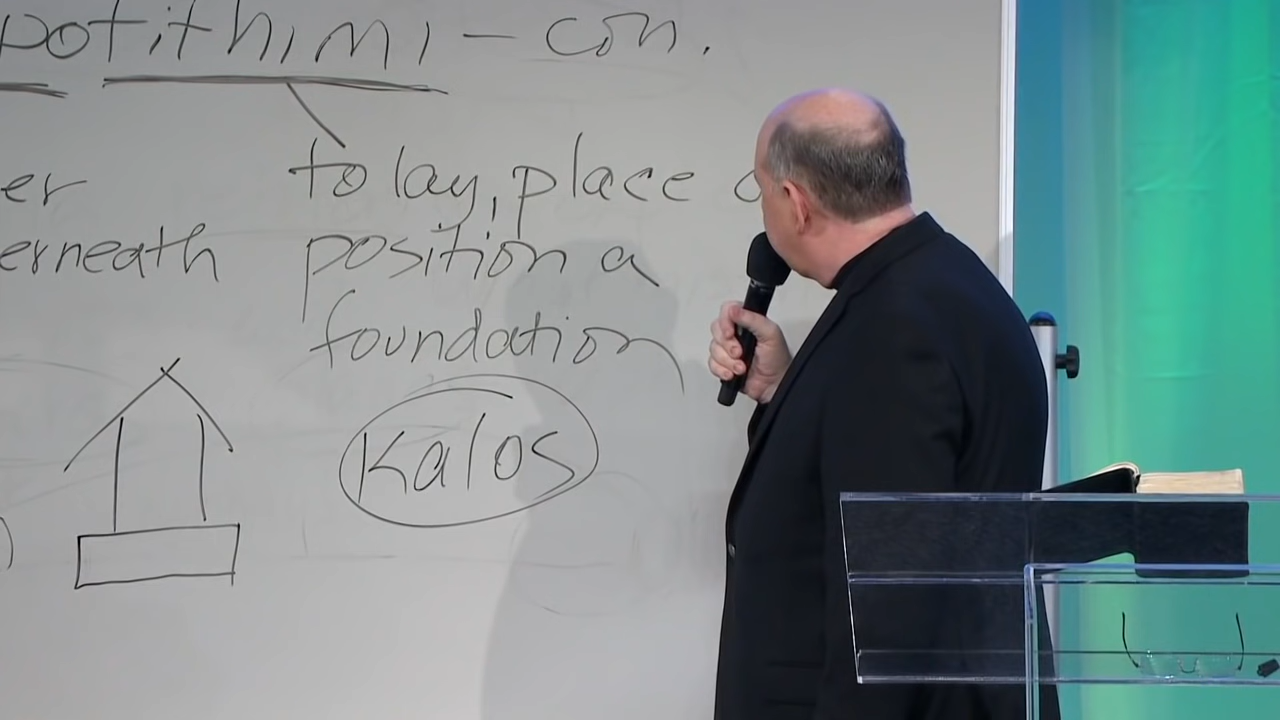 potithimi - con.
er
to lay, place o
erneath
position a
foundation
Kalos